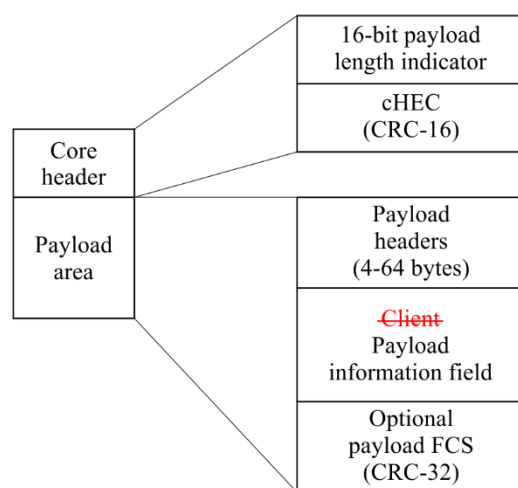 16-bit payload
length indicator
cHEC
(CRC-16)
Core
header
Payload
area
Payload
headers
(4-64 bytes)
Client
Payload
information field
Optional
payload FCS
(CRC-32)